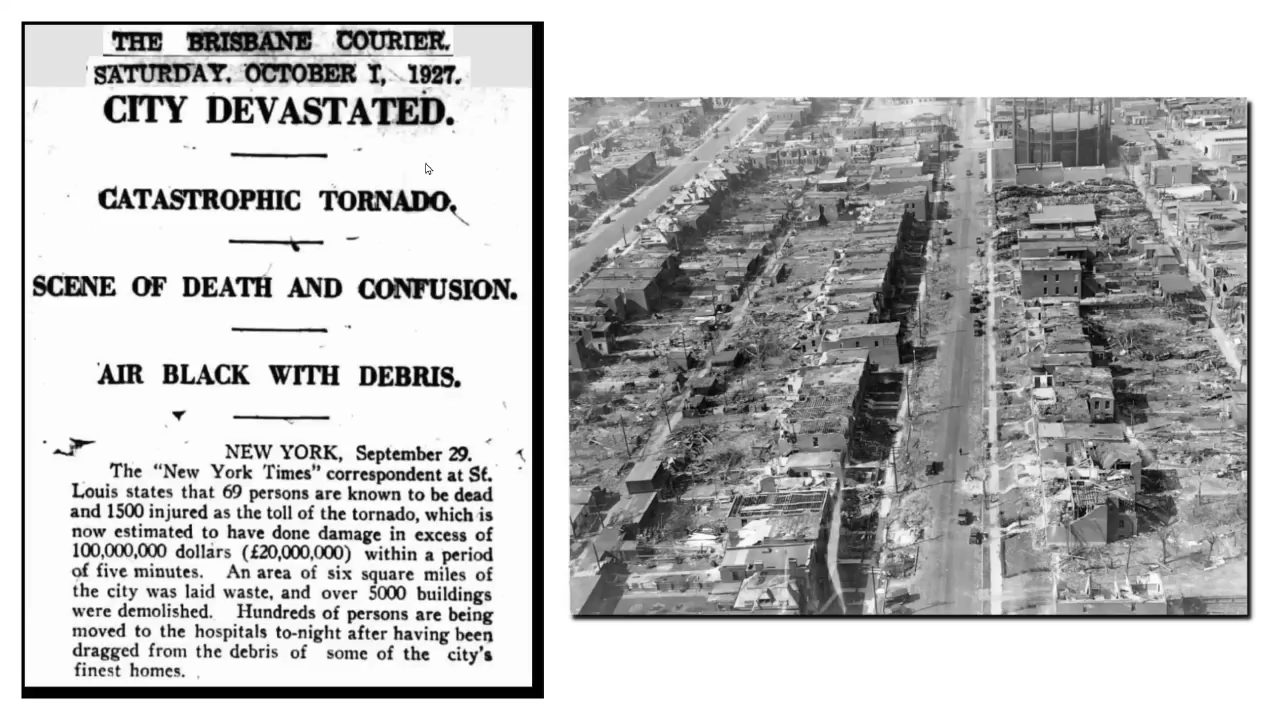 THE BRISBANE COURIER.
SATURDAY, OCTOBER 1, 1927.
CITY DEVASTATED.
CATASTROPHIC TORNADO.
SCENE OF DEATH AND CONFUSION.
AIR BLACK WITH DEBRIS.
NEW YORK, September 29.
The "New York Times" correspondent at St.
Louis states that 69 persons are known to be dead
and 1500 injured as the toll of the tornado, which is
now estimated to have done damage in excess of
100,000,000 dollars (£20,000,000) within a period
of five minutes. An area of six square miles of
the city was laid waste, and over 5000 buildings
were demolished. Hundreds of persons are being
moved to the hospitals to-night after having been
dragged from the debris of some of the city's
finest homes.